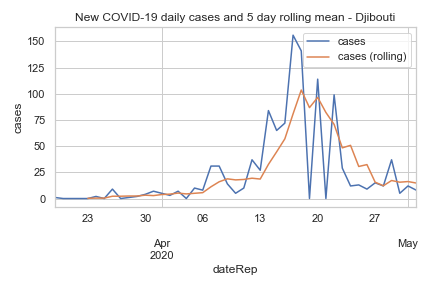 New COVID-19 daily cases and 5 day rolling mean - Djibouti
cases
cases (rolling)
150
125
100
75
50
25
0
cases
23
30
06
13
20
27
Apr
2020
May
dateRep